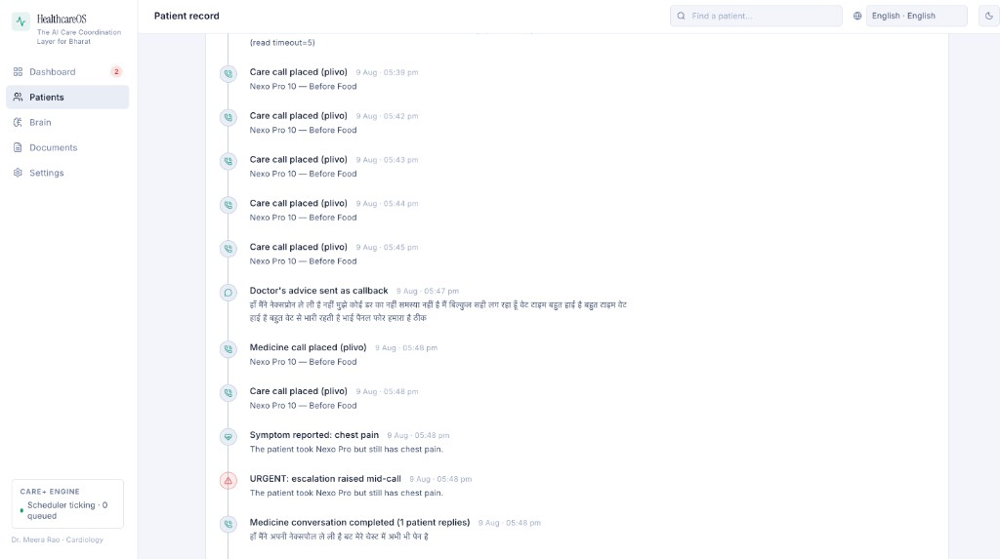 HealthcareOS
The AI Care Coordination
Layer for Bharat
Dashboard 2
Patients
Brain
Documents
Settings
CARE+ ENGINE
Scheduler ticking · 0
queued
Dr. Meera Rao · Cardiology
Patient record
Find a patient...
English · English
(read timeout=5)
Care call placed (plivo) 9 Aug · 05:39 pm
Nexo Pro 10 — Before Food
Care call placed (plivo) 9 Aug · 05:42 pm
Nexo Pro 10 — Before Food
Care call placed (plivo) 9 Aug · 05:43 pm
Nexo Pro 10 — Before Food
Care call placed (plivo) 9 Aug · 05:44 pm
Nexo Pro 10 — Before Food
Care call placed (plivo) 9 Aug · 05:45 pm
Nexo Pro 10 — Before Food
Doctor's advice sent as callback 9 Aug · 05:47 pm
हाँ मैंने नेक्सप्रोन ले ली है नहीं मुझे कोई डर का नहीं समस्या नहीं है मैं बिल्कुल सही लग रहा हूँ वेट टाइम बहुत हाई है बहुत टाइम वेट
हाई है बहुत वेट से भारी रहती है भाई पैनल फोर हमारा है ठीक
Medicine call placed (plivo) 9 Aug · 05:48 pm
Nexo Pro 10 — Before Food
Care call placed (plivo) 9 Aug · 05:48 pm
Nexo Pro 10 — Before Food
Symptom reported: chest pain 9 Aug · 05:48 pm
The patient took Nexo Pro but still has chest pain.
URGENT: escalation raised mid-call 9 Aug · 05:48 pm
The patient took Nexo Pro but still has chest pain.
Medicine conversation completed (1 patient replies) 9 Aug · 05:48 pm
हाँ मैंने अपनी नेक्सपोल ले ली है बट मेरे चेस्ट में अभी भी पेन है